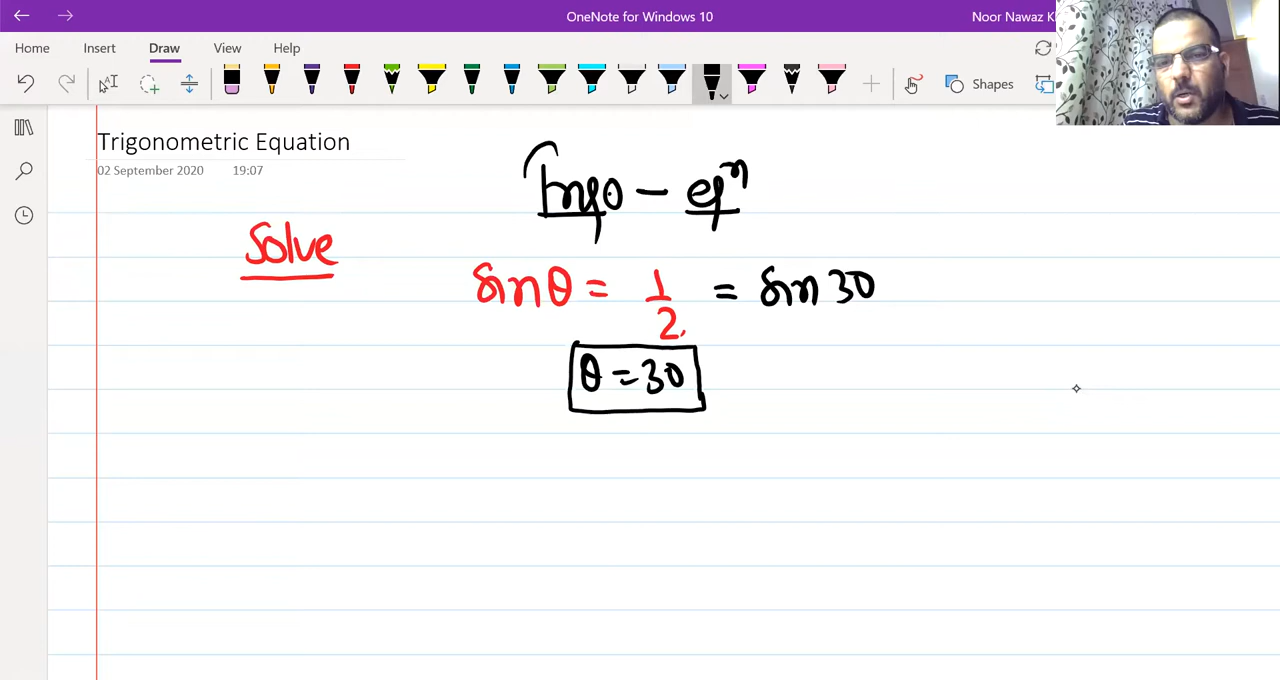 OneNote for Windows 10
Noor Nawaz K
Home Insert Draw View Help
Shapes
Trigonometric Equation
02 September 2020 19:07
Trigo - eqⁿ
Solve
sinθ = 1/2 = sin 30
θ = 30